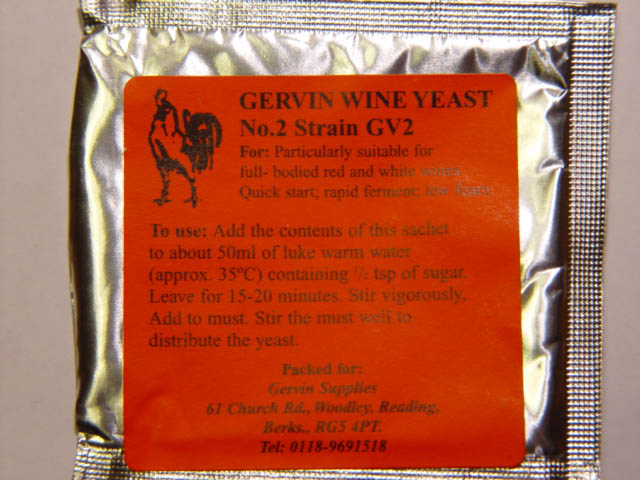 GERVIN WINE YEAST
No.2 Strain GV2
For: Particularly suitable for
full- bodied red and white wines.
Quick start; rapid ferment; low foam;
To use: Add the contents of this sachet
to about 50ml of luke warm water
(approx. 35ºC) containing ½ tsp of sugar.
Leave for 15-20 minutes. Stir vigorously,
Add to must. Stir the must well to
distribute the yeast.
Packed for:
Gervin Supplies
61 Church Rd., Woodley, Reading,
Berks., RG5 4PT.
Tel: 0118-9691518